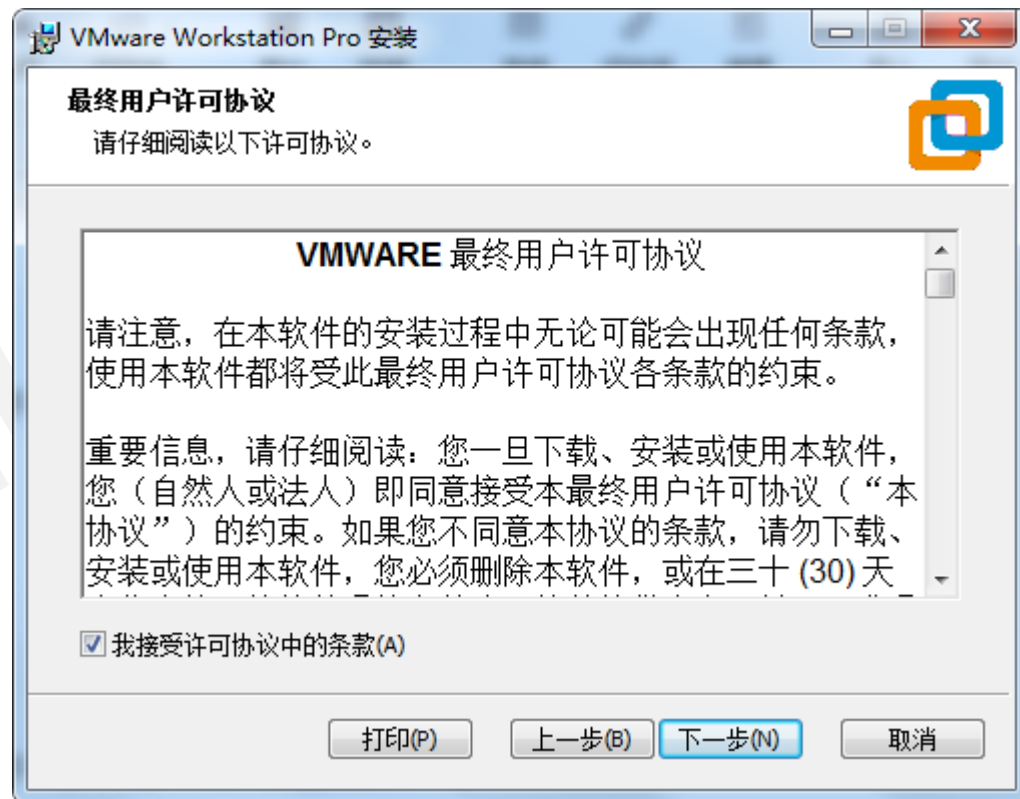 VMware Workstation Pro 安装
最终用户许可协议
请仔细阅读以下许可协议。
VMWARE 最终用户许可协议
请注意，在本软件的安装过程中无论可能会出现任何条款，
使用本软件都将受此最终用户许可协议各条款的约束。
重要信息，请仔细阅读：您一旦下载、安装或使用本软件，
您（自然人或法人）即同意接受本最终用户许可协议（“本
协议”）的约束。如果您不同意本协议的条款，请勿下载、
安装或使用本软件，您必须删除本软件，或在三十 (30) 天
我接受许可协议中的条款(A)
打印(P)
上一步(B)
下一步(N)
取消